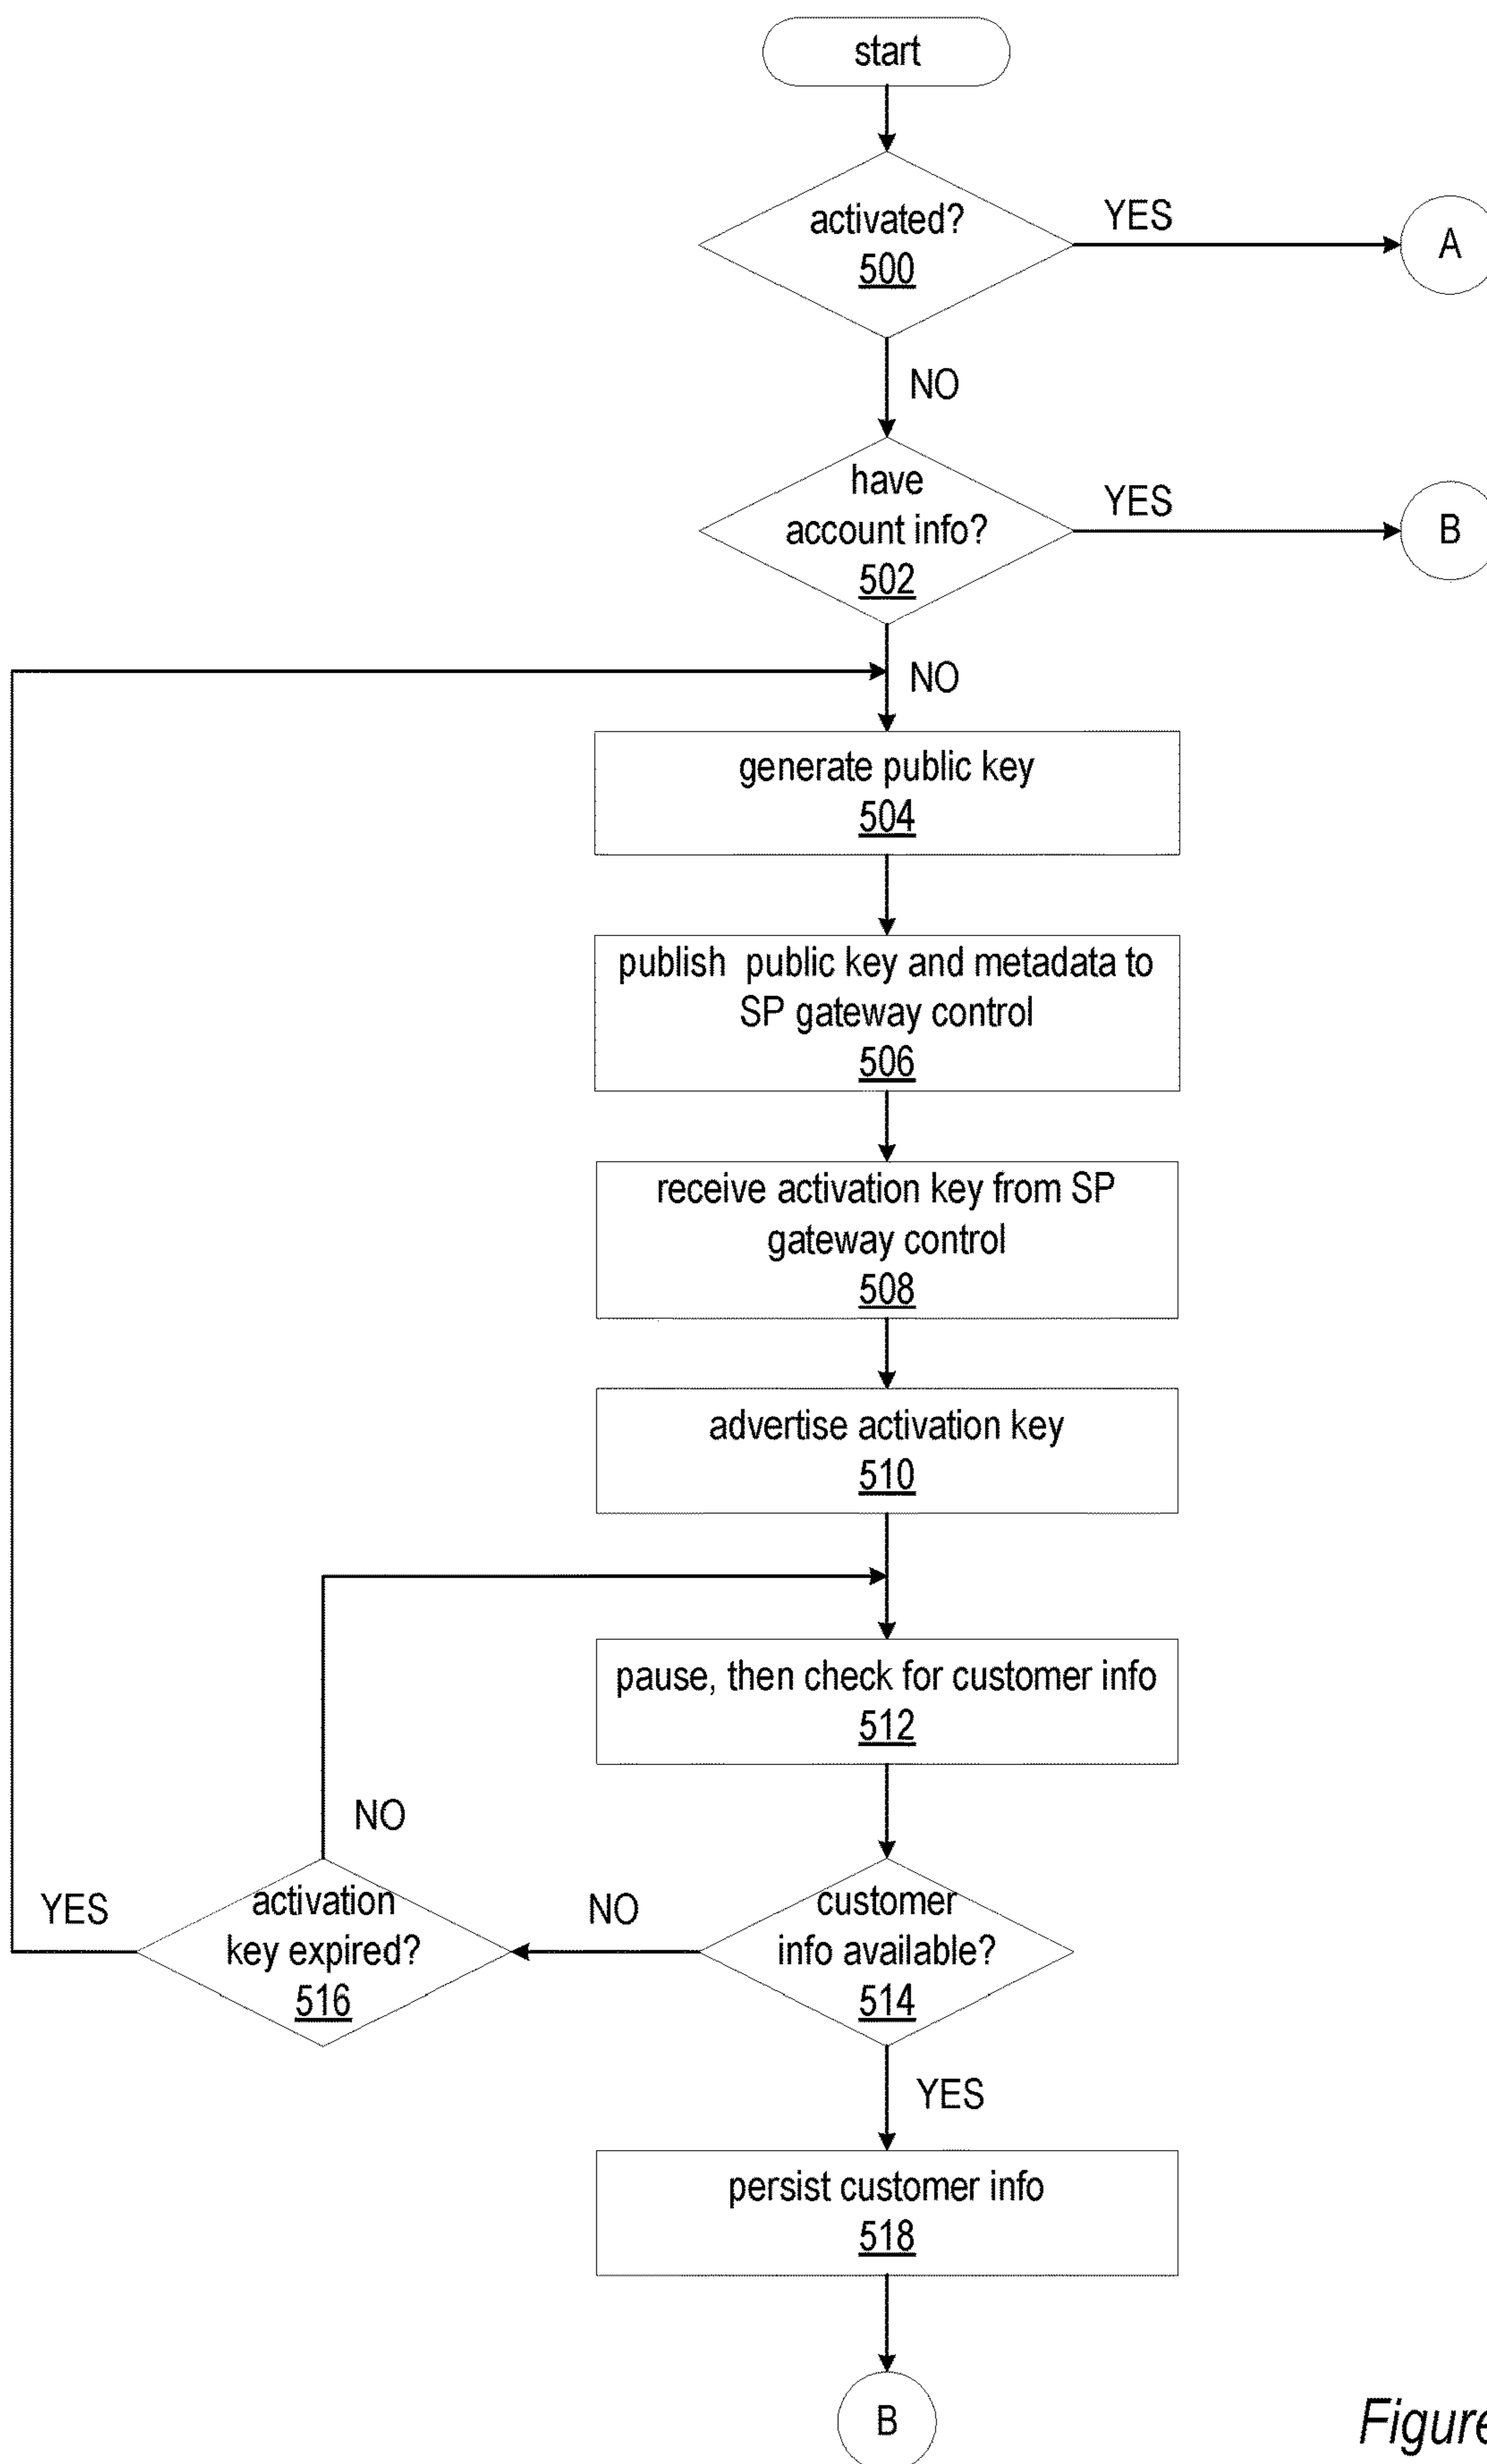 start
activated?
500
YES
A
NO
have
account info?
502
YES
B
NO
generate public key
504
publish public key and metadata to
SP gateway control
506
receive activation key from SP
gateway control
508
advertise activation key
510
pause, then check for customer info
512
NO
YES
activation
key expired?
516
NO
customer
info available?
514
YES
persist customer info
518
B
Figure